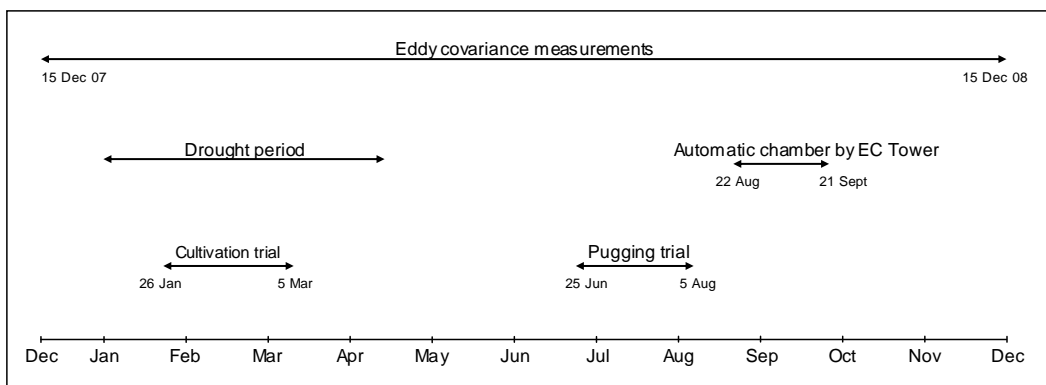 Eddy covariance measurements
15 Dec 07 15 Dec 08
Drought period Automatic chamber by EC Tower
22 Aug 21 Sept
Cultivation trial Pugging trial
26 Jan 5 Mar 25 Jun 5 Aug
Dec Jan Feb Mar Apr May Jun Jul Aug Sep Oct Nov Dec